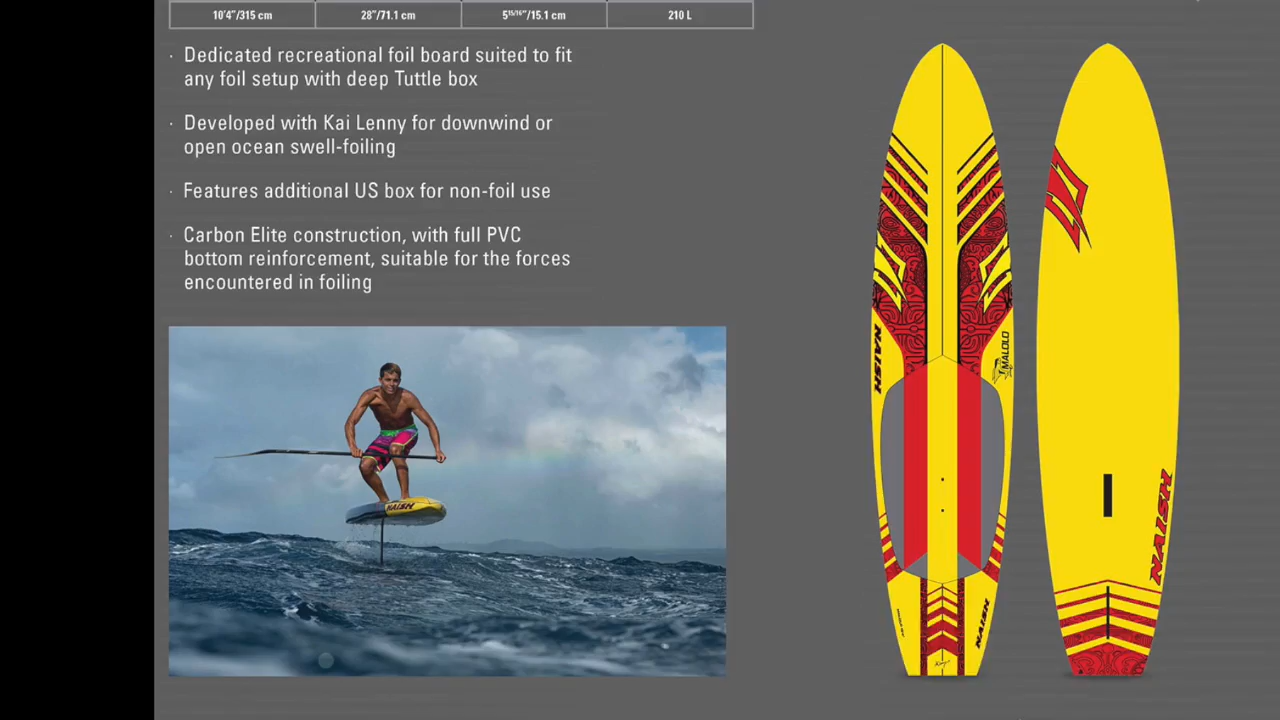 10'4"/315 cm 28"/71.1 cm 5 15/16"/15.1 cm 210 L
· Dedicated recreational foil board suited to fit
any foil setup with deep Tuttle box
· Developed with Kai Lenny for downwind or
open ocean swell-foiling
· Features additional US box for non-foil use
· Carbon Elite construction, with full PVC
bottom reinforcement, suitable for the forces
encountered in foiling
NAISH
NAISH
MALOLO
NAISH
NAISH